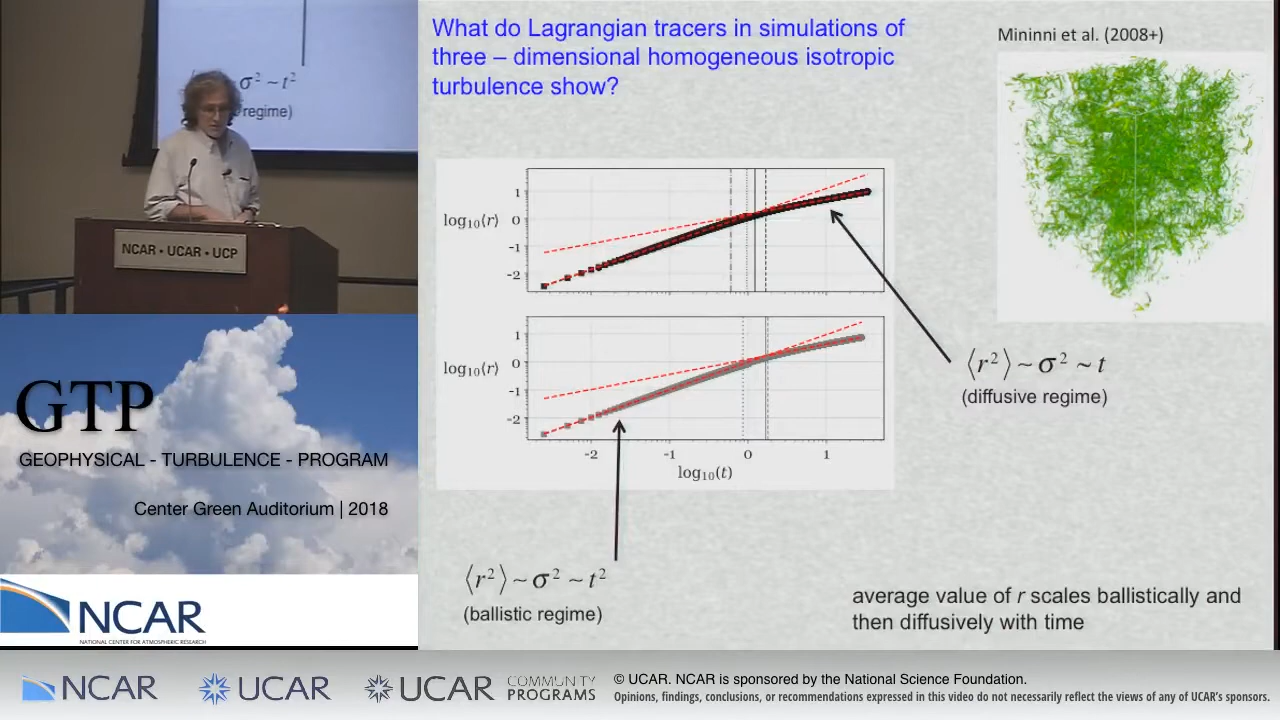 σ² ~ t²
regime)
NCAR • UCAR • UCP
GTP
GEOPHYSICAL - TURBULENCE - PROGRAM
Center Green Auditorium | 2018
NCAR
NATIONAL CENTER FOR ATMOSPHERIC RESEARCH
What do Lagrangian tracers in simulations of
three – dimensional homogeneous isotropic
turbulence show?
Mininni et al. (2008+)
log₁₀(r)
1
0
-1
-2
log₁₀(r)
1
0
-1
-2
-2 -1 0 1
log₁₀(t)
⟨r²⟩ ~ σ² ~ t
(diffusive regime)
⟨r²⟩ ~ σ² ~ t²
(ballistic regime)
average value of r scales ballistically and
then diffusively with time
NCAR
UCAR
UCAR
COMMUNITY
PROGRAMS
© UCAR. NCAR is sponsored by the National Science Foundation.
Opinions, findings, conclusions, or recommendations expressed in this video do not necessarily reflect the views of any of UCAR's sponsors.